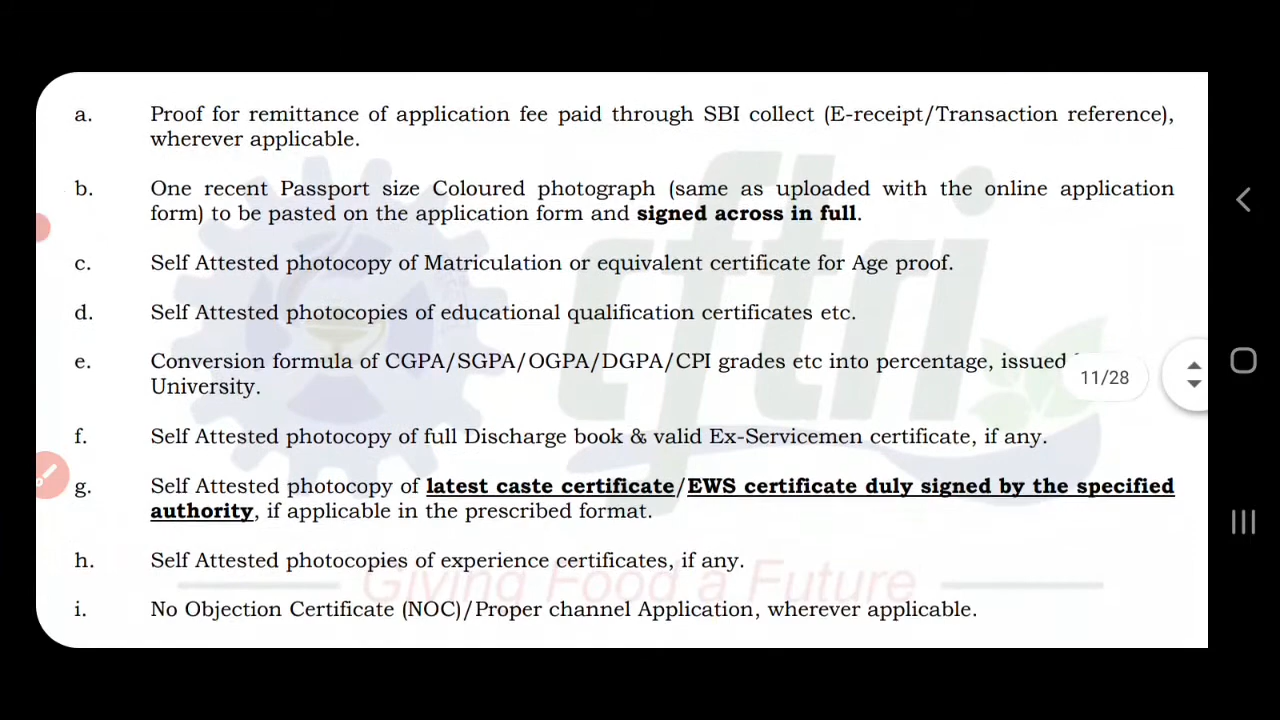 a. Proof for remittance of application fee paid through SBI collect (E-receipt/Transaction reference),
wherever applicable.
b. One recent Passport size Coloured photograph (same as uploaded with the online application
form) to be pasted on the application form and signed across in full.
c. Self Attested photocopy of Matriculation or equivalent certificate for Age proof.
d. Self Attested photocopies of educational qualification certificates etc.
e. Conversion formula of CGPA/SGPA/OGPA/DGPA/CPI grades etc into percentage, issued
11/28
University.
f. Self Attested photocopy of full Discharge book & valid Ex-Servicemen certificate, if any.
g. Self Attested photocopy of latest caste certificate/EWS certificate duly signed by the specified
authority, if applicable in the prescribed format.
h. Self Attested photocopies of experience certificates, if any.
i. No Objection Certificate (NOC)/Proper channel Application, wherever applicable.
cftri
Giving Food a Future